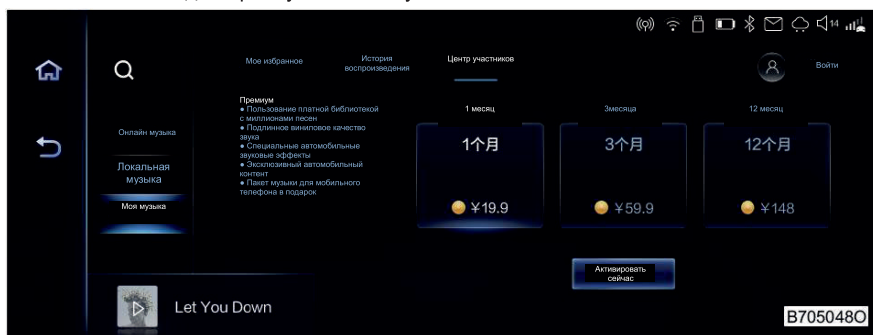 14
Мое избранное
История
воспроизведения
Центр участников
Войти
Премиум
● Пользование платной библиотекой
с миллионами песен
● Подлинное виниловое качество
звука
● Специальные автомобильные
звуковые эффекты
● Эксклюзивный автомобильный
контент
● Пакет музыки для мобильного
телефона в подарок
Онлайн музыка
Локальная
музыка
Моя музыка
1 месяц
3месяца
12 месяц
1个月
3个月
12个月
¥19.9
¥59.9
¥148
Активировать
сейчас
Let You Down
B705048O